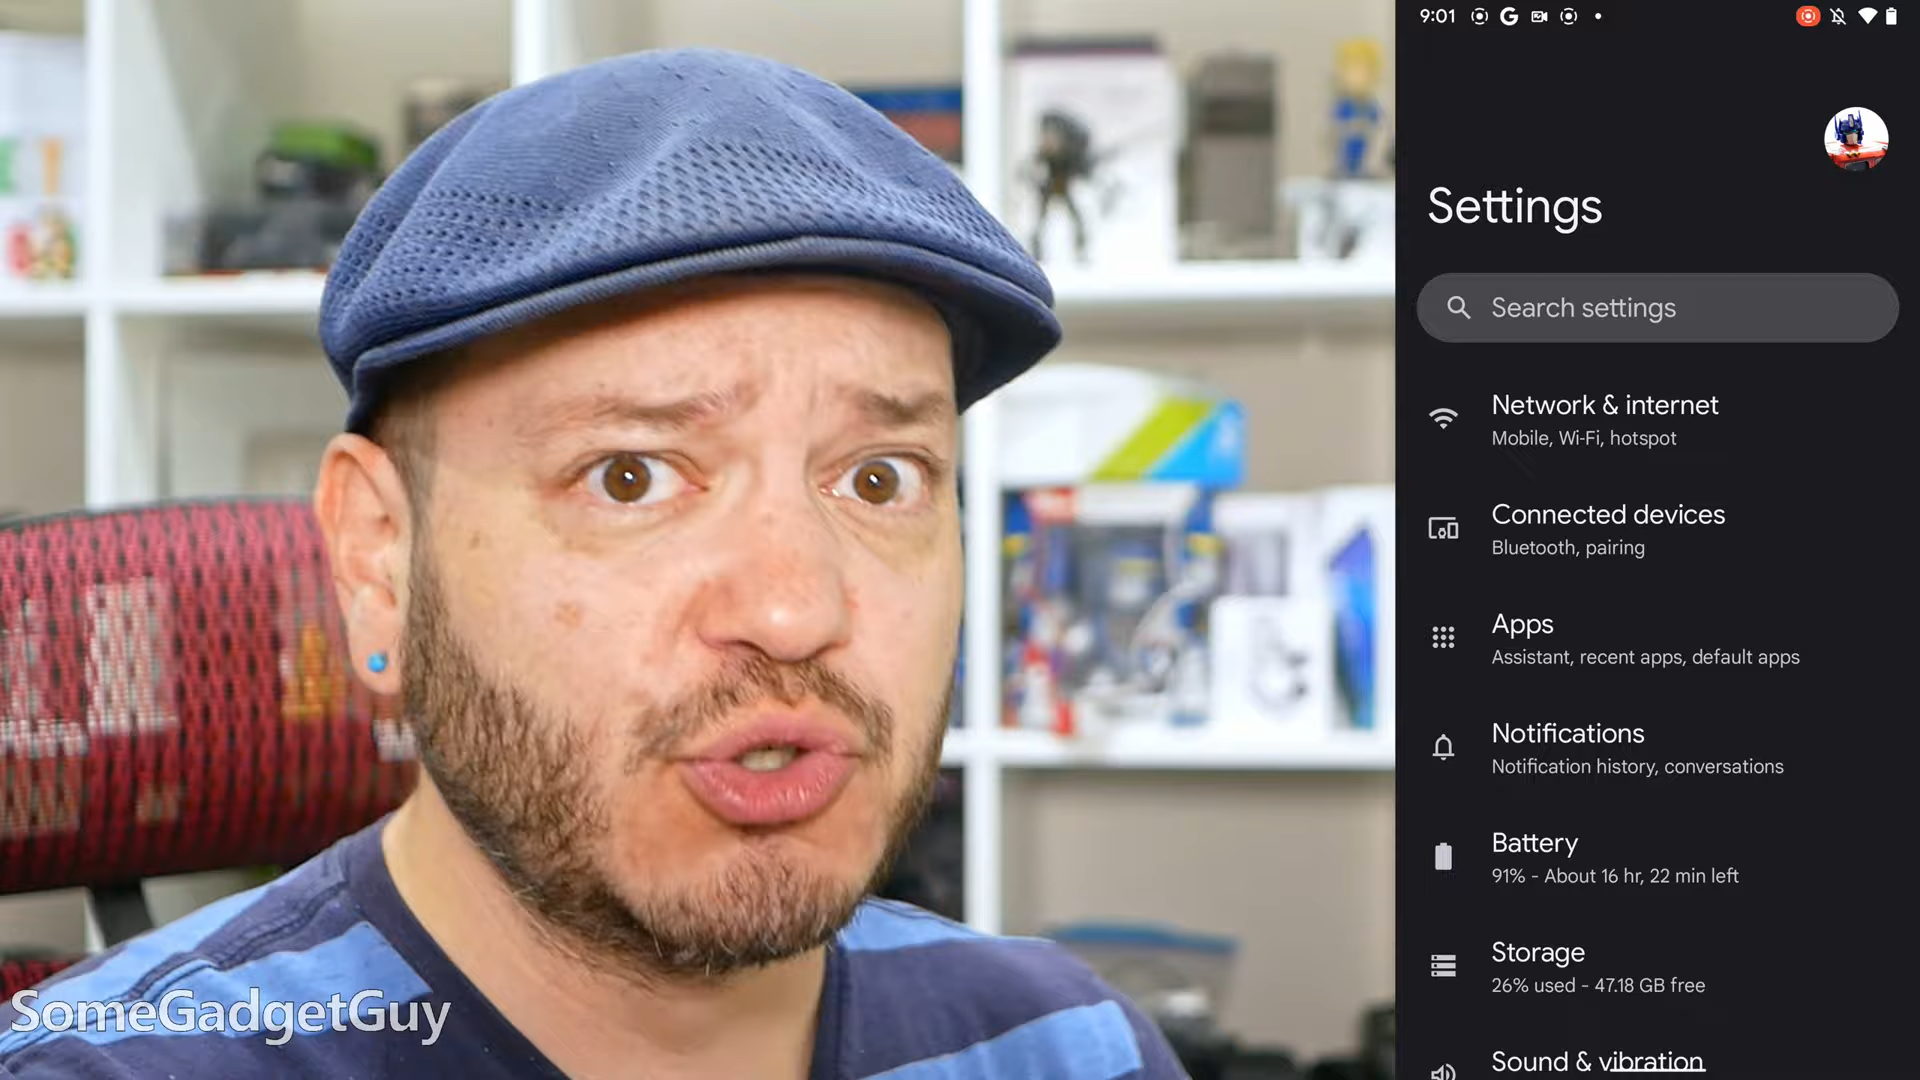 9:01
Settings
Search settings
Network & internet
Mobile, Wi-Fi, hotspot
Connected devices
Bluetooth, pairing
Apps
Assistant, recent apps, default apps
Notifications
Notification history, conversations
Battery
91% - About 16 hr, 22 min left
Storage
26% used - 47.18 GB free
Sound & vibration
SomeGadgetGuy